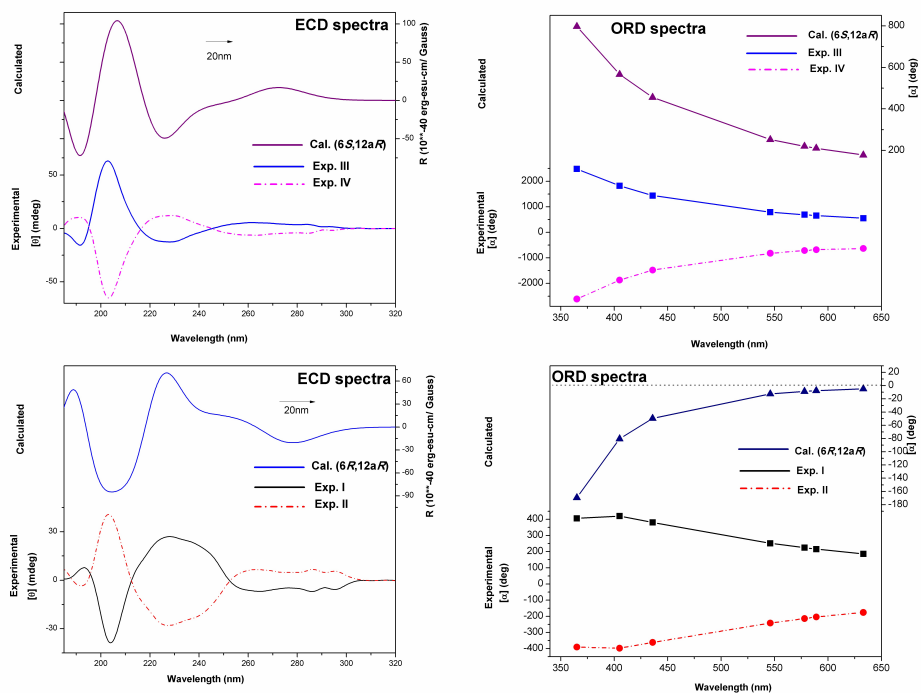 ECD spectra
20nm
Calculated
100
50
0
-50
R (10**-40 erg-esu-cm/ Gauss)
Cal. (6S,12aR)
Exp. III
Exp. IV
Experimental
[θ] (mdeg)
50
0
-50
200 220 240 260 280 300 320
Wavelength (nm)
ORD spectra
Cal. (6S,12aR)
Exp. III
Exp. IV
Calculated
800
600
400
200
[α] (deg)
Experimental
[α] (deg)
2000
1000
0
-1000
-2000
350 400 450 500 550 600 650
Wavelength (nm)
ECD spectra
20nm
Calculated
60
30
0
-30
-60
-90
R (10**-40 erg-esu-cm/ Gauss)
Cal. (6R,12aR)
Exp. I
Exp. II
Experimental
[θ] (mdeg)
30
0
-30
200 220 240 260 280 300 320
Wavelength (nm)
ORD spectra
Calculated
20
0
-20
-40
-60
-80
-100
-120
-140
-160
-180
[α] (deg)
Cal. (6R,12aR)
Exp. I
Exp. II
Experimental
[α] (deg)
400
300
200
100
0
-100
-200
-300
-400
350 400 450 500 550 600 650
Wavelength (nm)